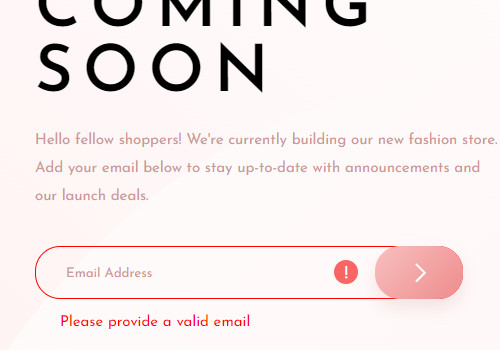 COMING
SOON
Hello fellow shoppers! We're currently building our new fashion store.
Add your email below to stay up-to-date with announcements and
our launch deals.
Email Address
!
Please provide a valid email